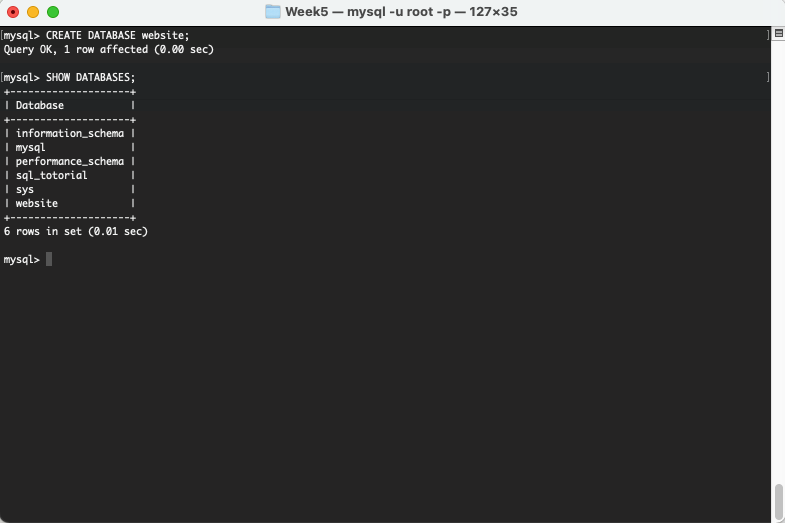 Week5 — mysql -u root -p — 127×35
[mysql> CREATE DATABASE website; ]
Query OK, 1 row affected (0.00 sec)
[mysql> SHOW DATABASES; ]
+--------------------+
| Database           |
+--------------------+
| information_schema |
| mysql              |
| performance_schema |
| sql_totorial       |
| sys                |
| website            |
+--------------------+
6 rows in set (0.01 sec)
mysql>